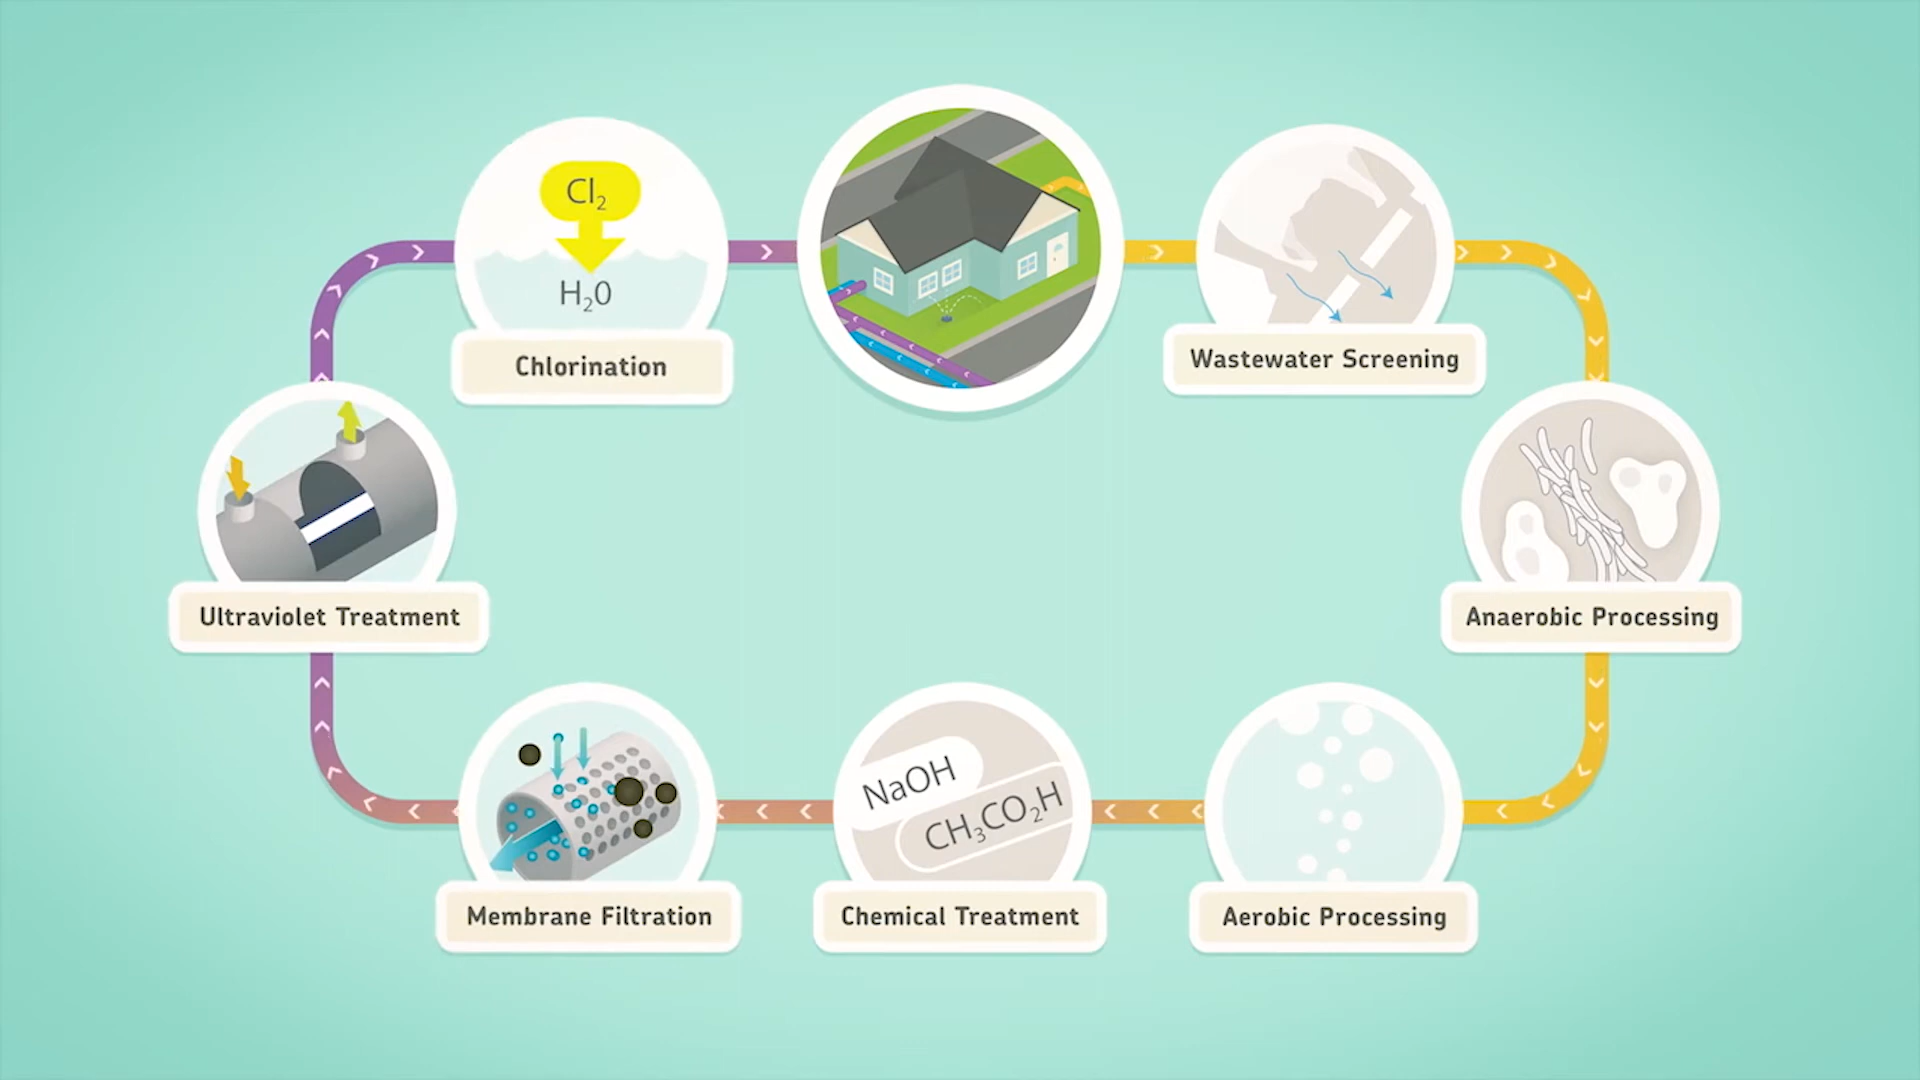 Cl₂
H₂0
Chlorination
Wastewater Screening
Ultraviolet Treatment
Anaerobic Processing
NaOH
CH₃CO₂H
Membrane Filtration
Chemical Treatment
Aerobic Processing